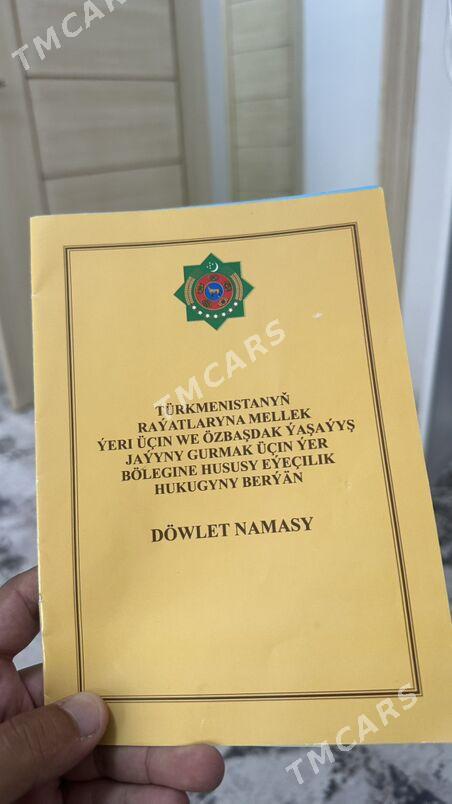 TMCARS
TMCARS
TÜRKMENISTANYŇ
RAÝATLARYNA MELLEK
ÝERI ÜÇIN WE ÖZBAŞDAK ÝAŞAÝYŞ
JAÝYNY GURMAK ÜÇIN ÝER
BÖLEGINE HUSUSY EÝEÇILIK
HUKUGYNY BERÝÄN
DÖWLET NAMASY
TMCARS